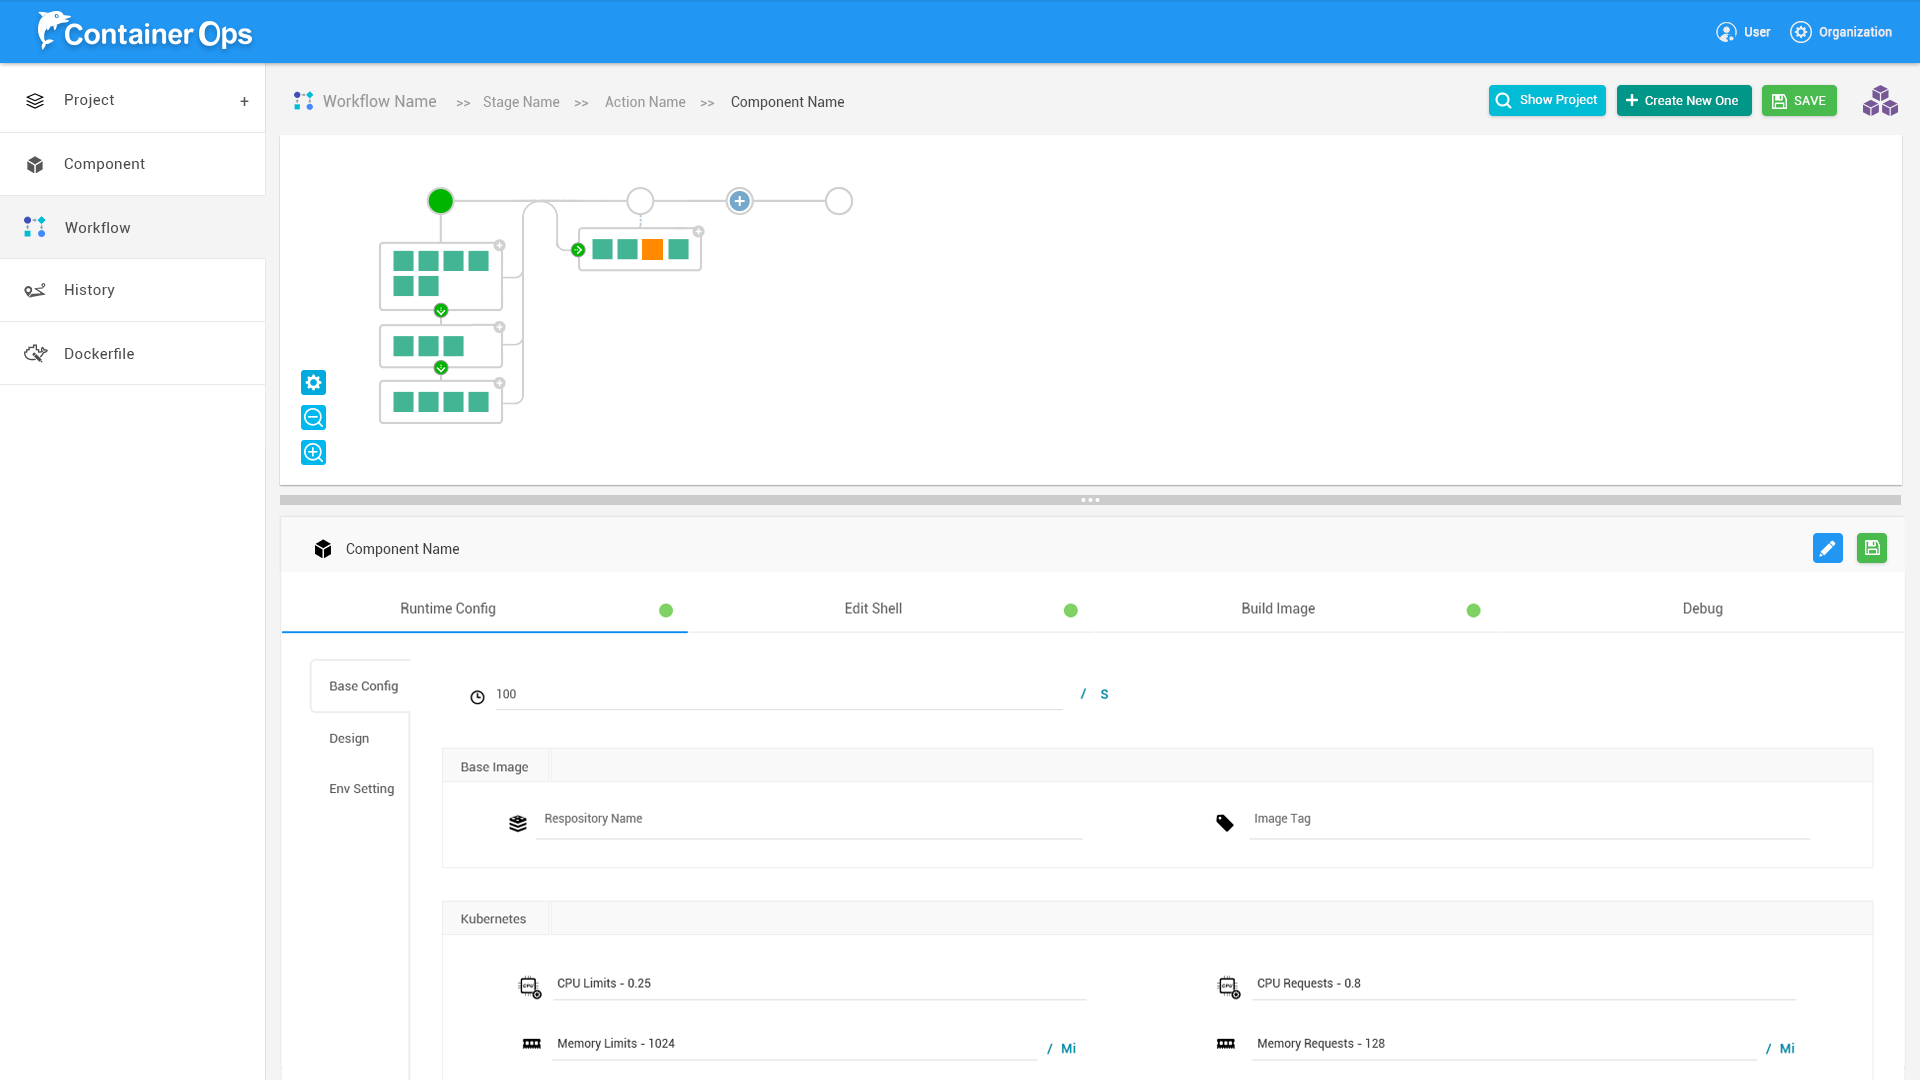 Container Ops
User
Organization
Project
+
Component
Workflow
History
Dockerfile
Workflow Name >> Stage Name >> Action Name >> Component Name
Show Project
Create New One
SAVE
Component Name
Runtime Config
Edit Shell
Build Image
Debug
Base Config
Design
Env Setting
100
/ S
Base Image
Respository Name
Image Tag
Kubernetes
CPU
CPU Limits - 0.25
CPU
CPU Requests - 0.8
Memory Limits - 1024
/ Mi
Memory Requests - 128
/ Mi